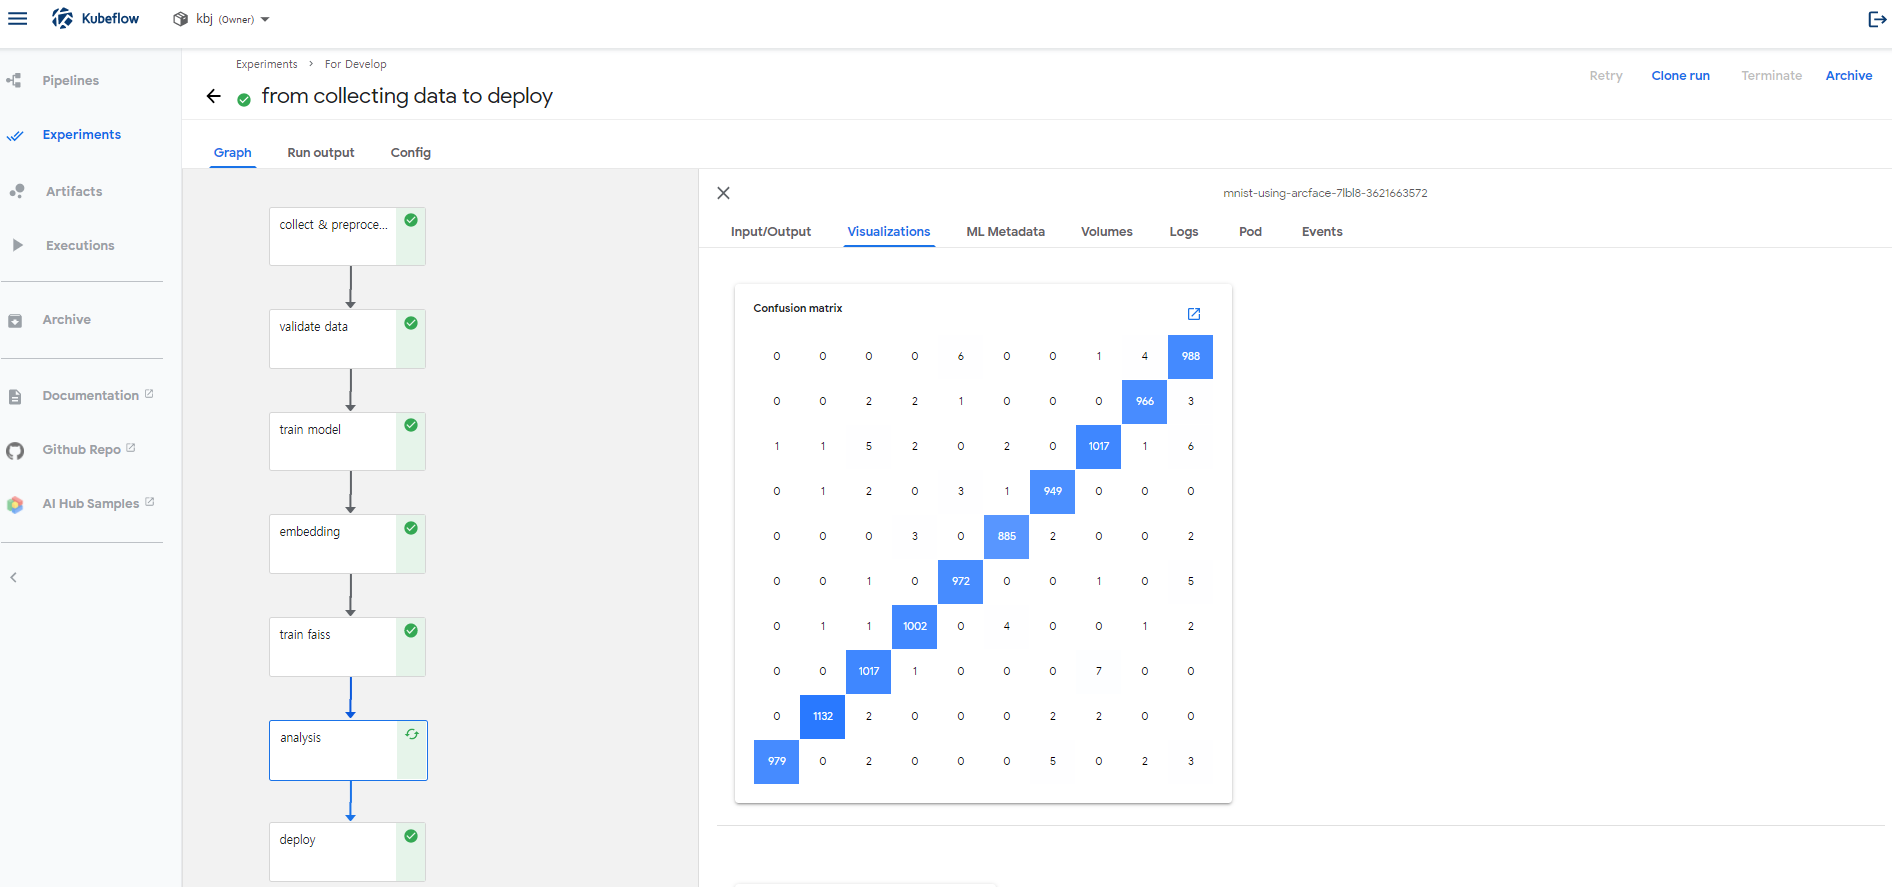 Kubeflow
kbj (Owner)
Pipelines
Experiments
Artifacts
Executions
Archive
Documentation
Github Repo
AI Hub Samples
Experiments > For Develop
from collecting data to deploy
Retry
Clone run
Terminate
Archive
Graph
Run output
Config
collect & preproce...
validate data
train model
embedding
train faiss
analysis
deploy
mnist-using-arcface-7lbl8-3621663572
Input/Output
Visualizations
ML Metadata
Volumes
Logs
Pod
Events
Confusion matrix
0 0 0 0 6 0 0 1 4 988
0 0 2 2 1 0 0 0 966 3
1 1 5 2 0 2 0 1017 1 6
0 1 2 0 3 1 949 0 0 0
0 0 0 3 0 885 2 0 0 2
0 0 1 0 972 0 0 1 0 5
0 1 1 1002 0 4 0 0 1 2
0 0 1017 1 0 0 0 7 0 0
0 1132 2 0 0 0 2 2 0 0
979 0 2 0 0 0 5 0 2 3